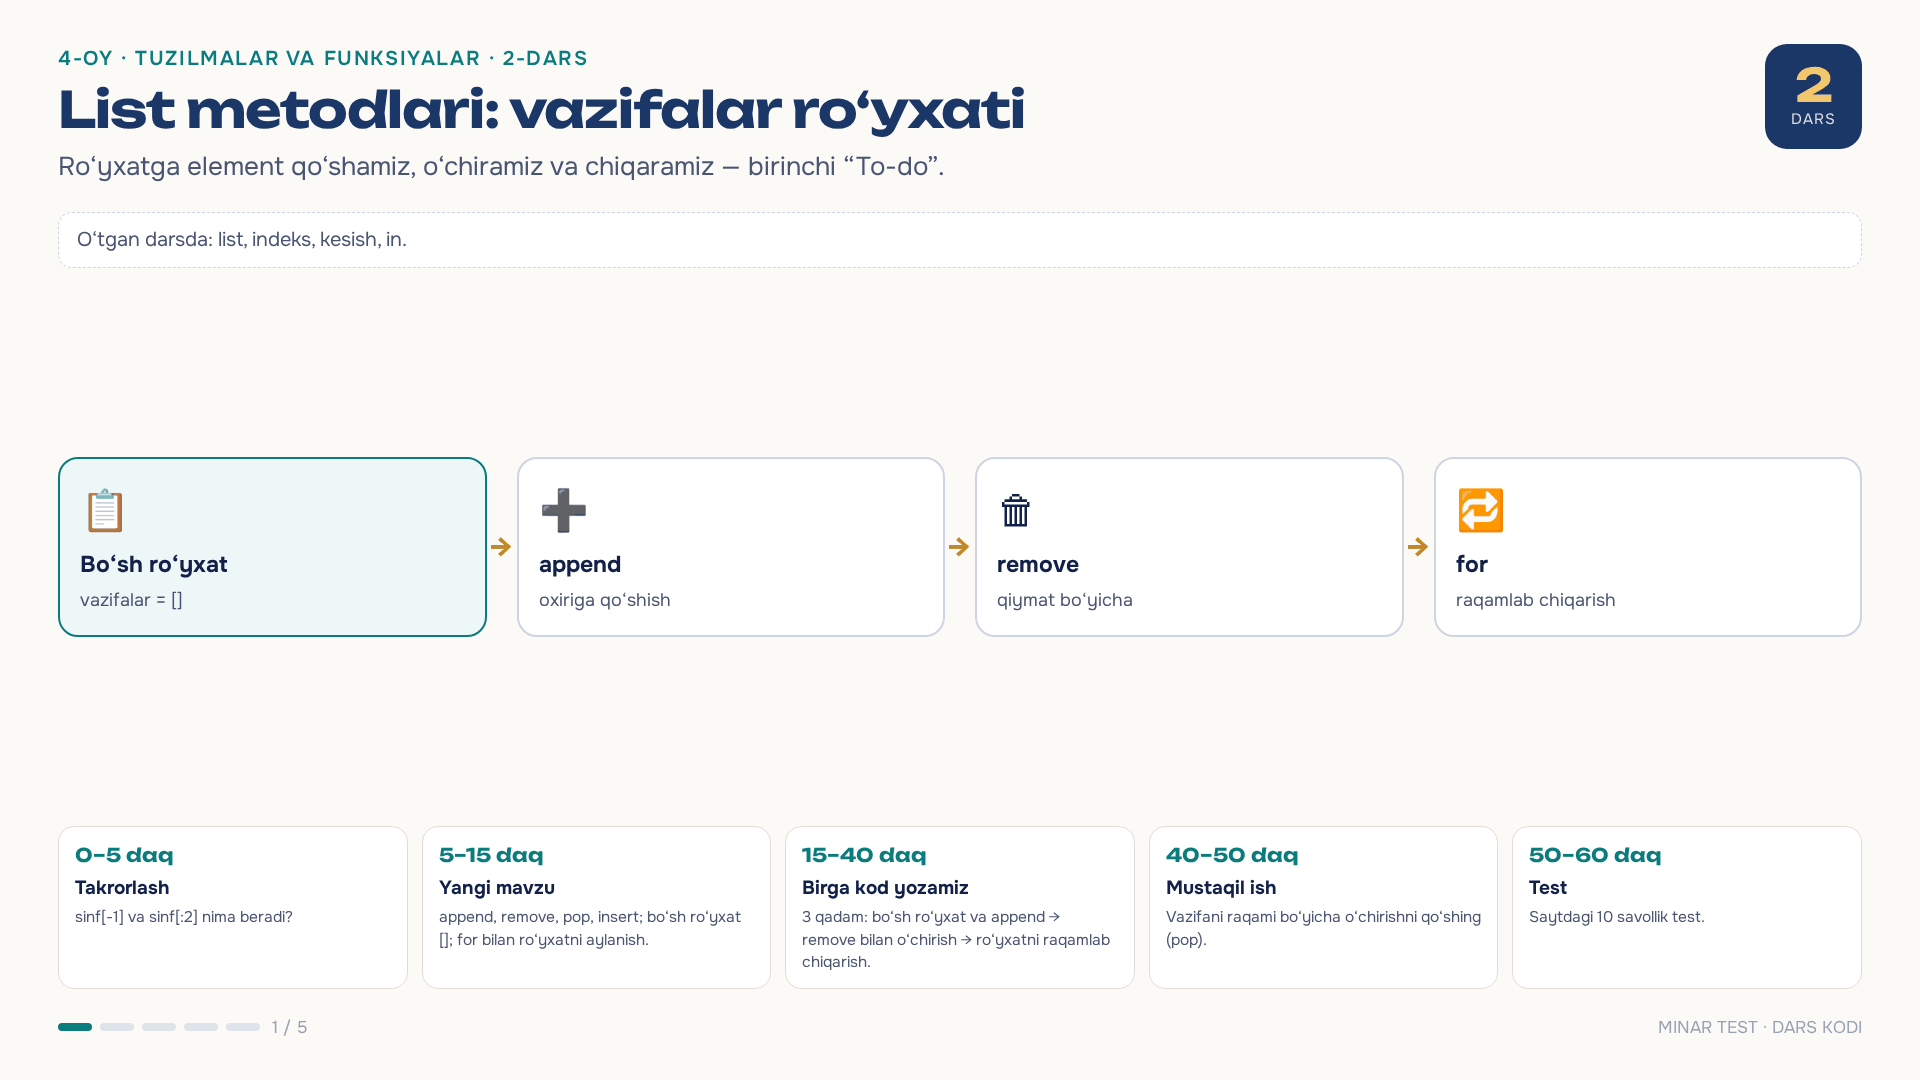 4-OY · TUZILMALAR VA FUNKSIYALAR · 2-DARS
List metodlari: vazifalar ro‘yxati
Ro‘yxatga element qo‘shamiz, o‘chiramiz va chiqaramiz — birinchi “To-do”.
2
DARS
O‘tgan darsda: list, indeks, kesish, in.
Bo‘sh ro‘yxat
vazifalar = []
→
append
oxiriga qo‘shish
→
remove
qiymat bo‘yicha
→
for
raqamlab chiqarish
0–5 daq
Takrorlash
sinf[-1] va sinf[:2] nima beradi?
5–15 daq
Yangi mavzu
append, remove, pop, insert; bo‘sh ro‘yxat
[]; for bilan ro‘yxatni aylanish.
15–40 daq
Birga kod yozamiz
3 qadam: bo‘sh ro‘yxat va append →
remove bilan o‘chirish → ro‘yxatni raqamlab
chiqarish.
40–50 daq
Mustaqil ish
Vazifani raqami bo‘yicha o‘chirishni qo‘shing
(pop).
50–60 daq
Test
Saytdagi 10 savollik test.
1 / 5
MINAR TEST · DARS KODI